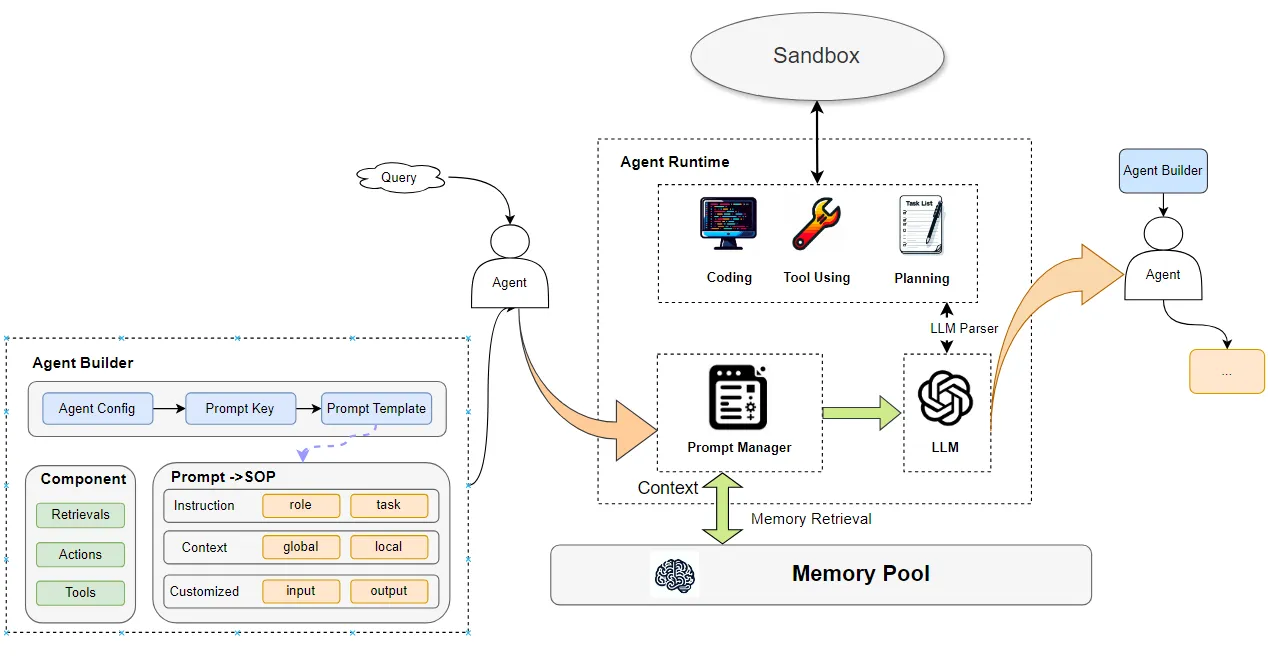 Sandbox
Agent Runtime
Query
Agent
Coding
Tool Using
Planning
Task List
LLM Parser
Prompt Manager
LLM
Context
Memory Retrieval
Memory Pool
Agent Builder
Agent
...
Agent Builder
Agent Config
Prompt Key
Prompt Template
Component
Retrievals
Actions
Tools
Prompt ->SOP
Instruction role task
Context global local
Customized input output